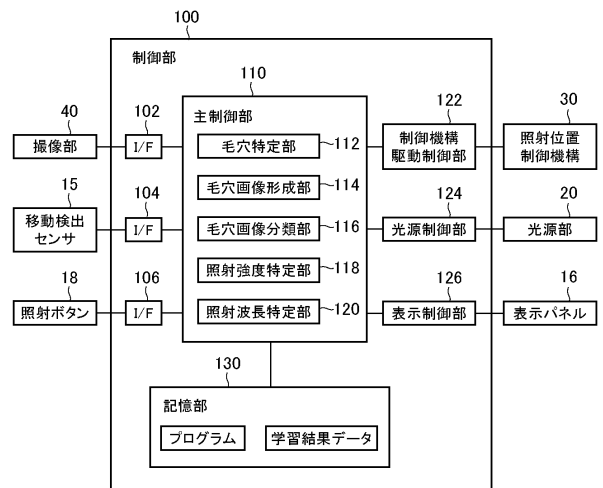 100
制御部
110
主制御部
40
撮像部
102
I/F
毛穴特定部
112
122
制御機構
駆動制御部
30
照射位置
制御機構
毛穴画像形成部
114
15
移動検出
センサ
104
I/F
毛穴画像分類部
116
124
光源制御部
20
光源部
照射強度特定部
118
18
照射ボタン
106
I/F
照射波長特定部
120
126
表示制御部
16
表示パネル
130
記憶部
プログラム
学習結果データ